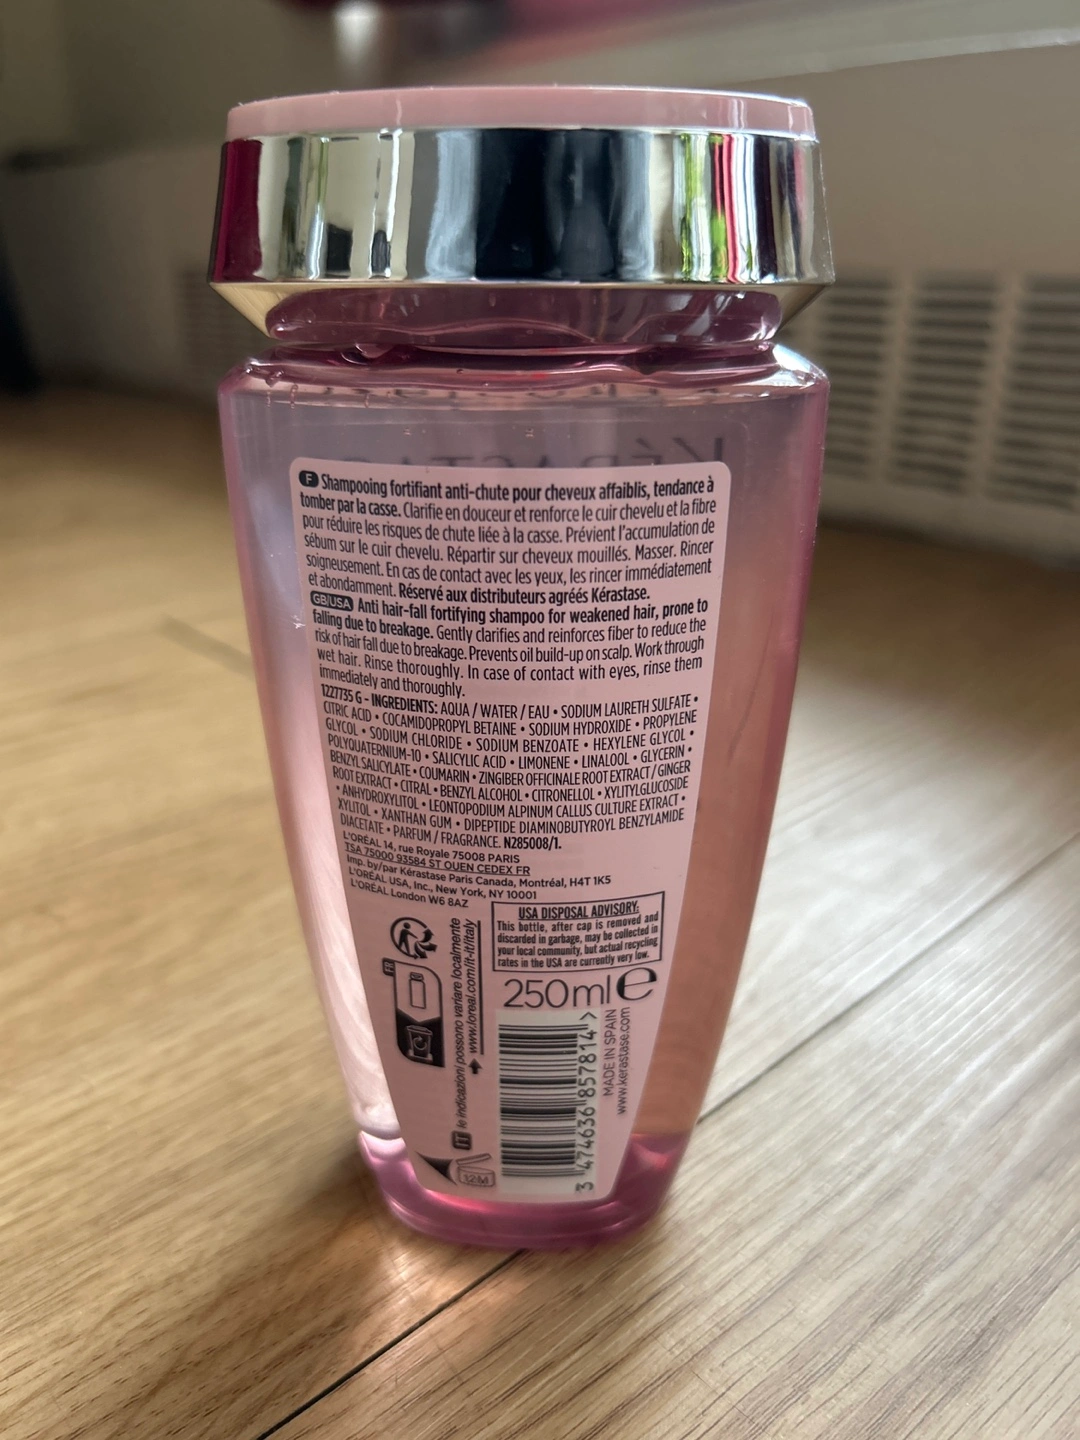 F Shampooing fortifiant anti-chute pour cheveux affaiblis, tendance à
tomber par la casse. Clarifie en douceur et renforce le cuir chevelu et la fibre
pour réduire les risques de chute liée à la casse. Prévient l'accumulation de
sébum sur le cuir chevelu. Répartir sur cheveux mouillés. Masser. Rincer
soigneusement. En cas de contact avec les yeux, les rincer immédiatement
et abondamment. Réservé aux distributeurs agréés Kérastase.
GB/USA Anti hair-fall fortifying shampoo for weakened hair, prone to
falling due to breakage. Gently clarifies and reinforces fiber to reduce the
risk of hair fall due to breakage. Prevents oil build-up on scalp. Work through
wet hair. Rinse thoroughly. In case of contact with eyes, rinse them
immediately and thoroughly.
1227735 G - INGREDIENTS: AQUA / WATER / EAU • SODIUM LAURETH SULFATE •
CITRIC ACID • COCAMIDOPROPYL BETAINE • SODIUM HYDROXIDE • PROPYLENE
GLYCOL • SODIUM CHLORIDE • SODIUM BENZOATE • HEXYLENE GLYCOL •
POLYQUATERNIUM-10 • SALICYLIC ACID • LIMONENE • LINALOOL • GLYCERIN •
BENZYL SALICYLATE • COUMARIN • ZINGIBER OFFICINALE ROOT EXTRACT / GINGER
ROOT EXTRACT • CITRAL • BENZYL ALCOHOL • CITRONELLOL • XYLITYLGLUCOSIDE
• ANHYDROXYLITOL • LEONTOPODIUM ALPINUM CALLUS CULTURE EXTRACT •
XYLITOL • XANTHAN GUM • DIPEPTIDE DIAMINOBUTYROYL BENZYLAMIDE
DIACETATE • PARFUM / FRAGRANCE. N285008/1.
L'ORÉAL 14, rue Royale 75008 PARIS
TSA 75000 93584 ST OUEN CEDEX FR
Imp. by/par Kérastase Paris Canada, Montréal, H4T 1K5
L'ORÉAL USA, Inc., New York, NY 10001
L'ORÉAL London W6 8AZ
USA DISPOSAL ADVISORY:
This bottle, after cap is removed and
discarded in garbage, may be collected in
your local community, but actual recycling
rates in the USA are currently very low.
250ml e
FR
IT le indicazioni possono variare localmente
www.loreal.com/it-it/italy
12M
3 474636 857814 >
MADE IN SPAIN
www.kerastase.com